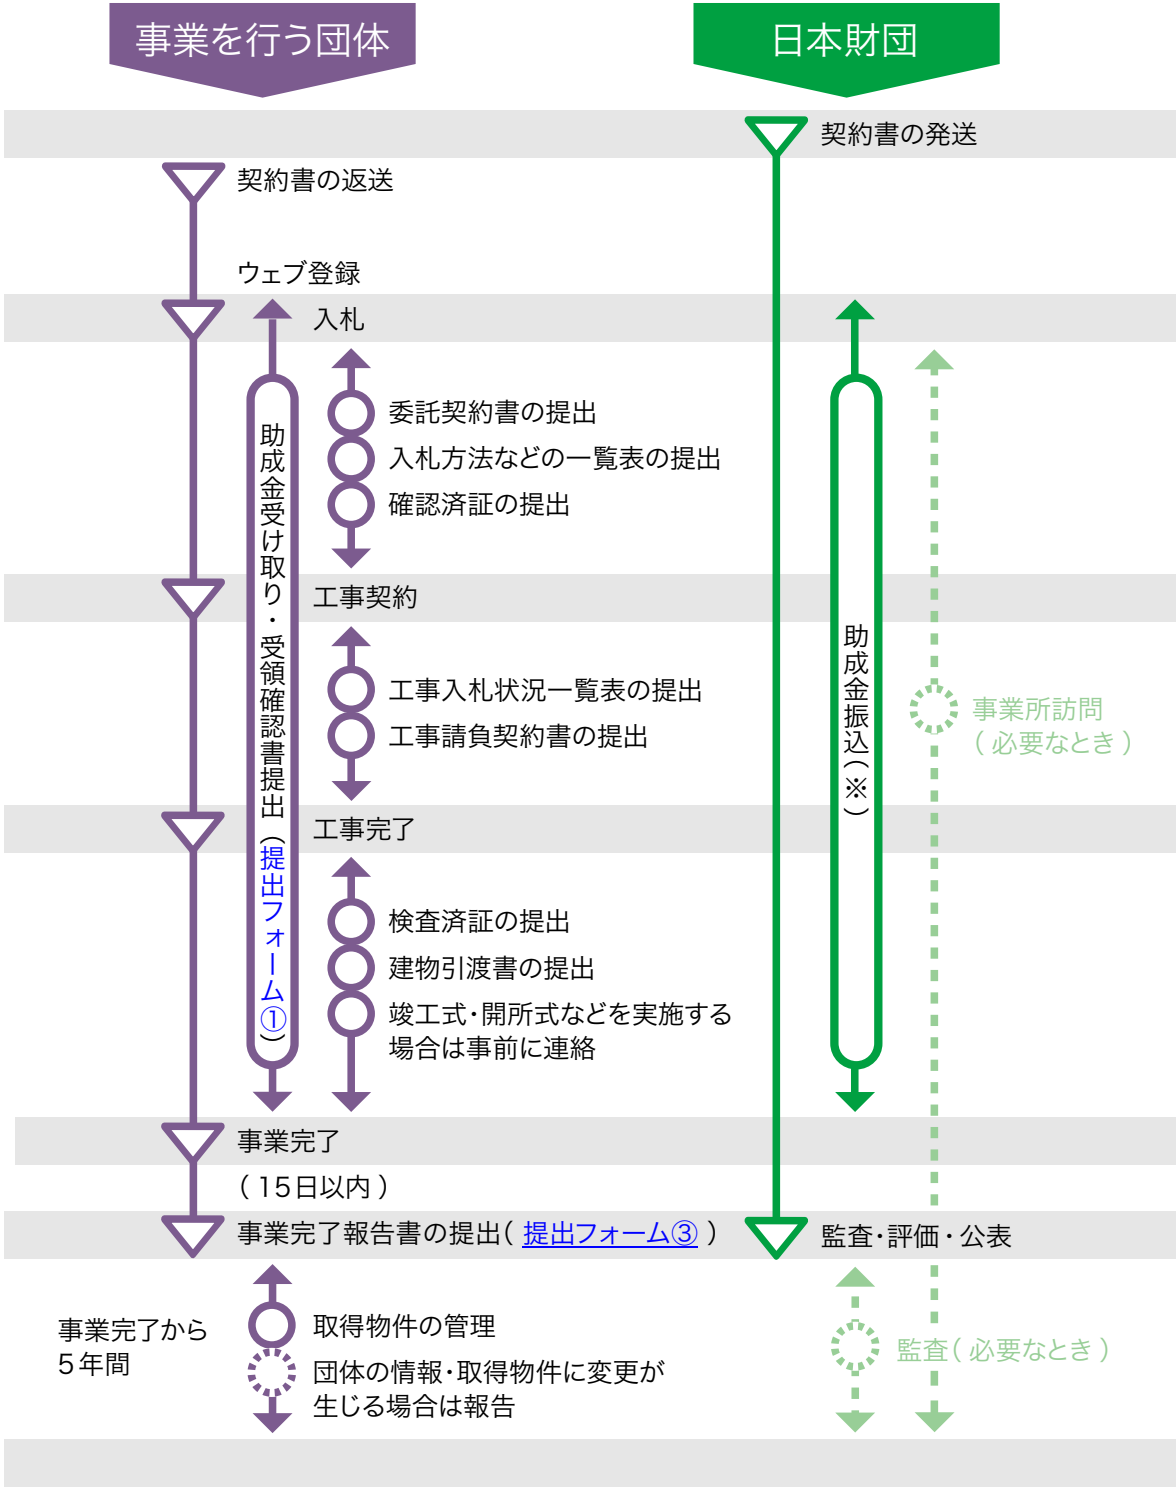 事業を行う団体
日本財団
契約書の発送
契約書の返送
ウェブ登録
入札
委託契約書の提出
入札方法などの一覧表の提出
確認済証の提出
助成金受け取り・受領確認書提出（提出フォーム①）
助成金振込（※）
工事契約
工事入札状況一覧表の提出
工事請負契約書の提出
事業所訪問
（必要なとき）
工事完了
検査済証の提出
建物引渡書の提出
竣工式・開所式などを実施する
場合は事前に連絡
事業完了
（15日以内）
事業完了報告書の提出（提出フォーム③）
監査・評価・公表
事業完了から
5年間
取得物件の管理
団体の情報・取得物件に変更が
生じる場合は報告
監査（必要なとき）